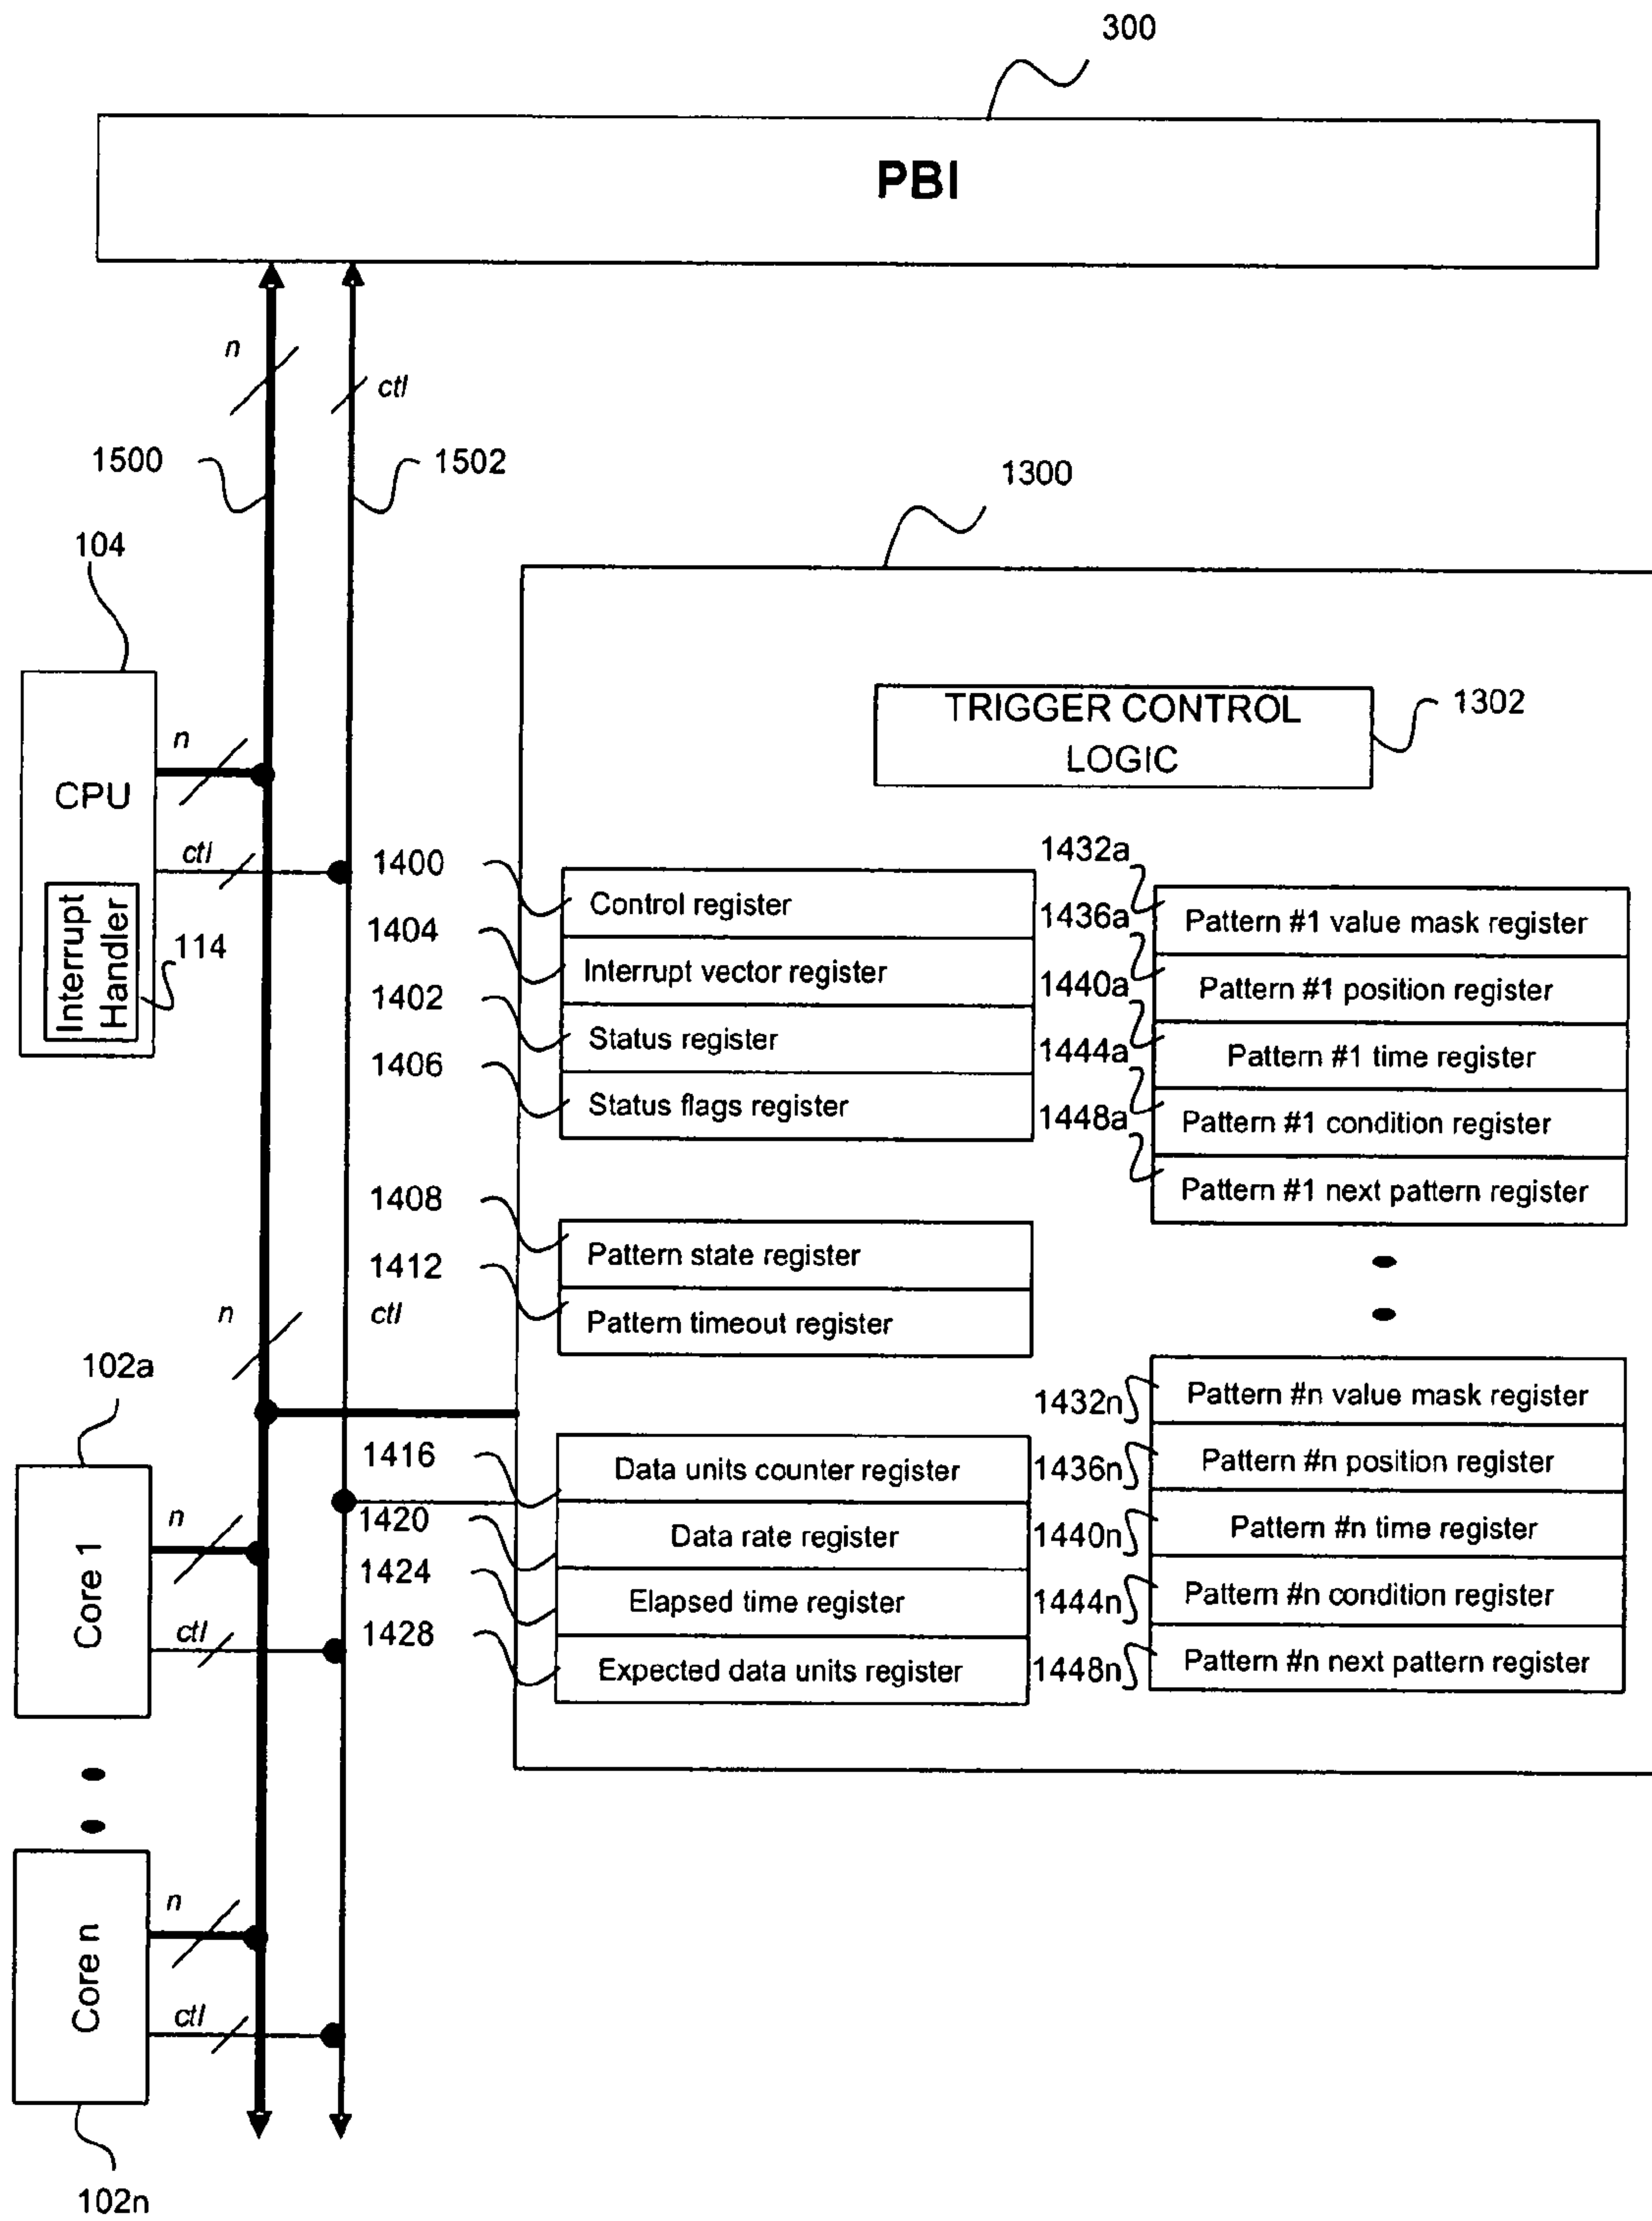 300
PBI
n
ctl
1500
1502
1300
104
TRIGGER CONTROL
LOGIC
1302
n
CPU
ctl
Interrupt
Handler
114
1400
Control register
1404
Interrupt vector register
1402
Status register
1406
Status flags register
1432a
Pattern #1 value mask register
1436a
Pattern #1 position register
1440a
Pattern #1 time register
1444a
Pattern #1 condition register
1448a
Pattern #1 next pattern register
1408
Pattern state register
1412
Pattern timeout register
n
ctl
102a
1432n
Pattern #n value mask register
1436n
Pattern #n position register
1440n
Pattern #n time register
1444n
Pattern #n condition register
1448n
Pattern #n next pattern register
1416
Data units counter register
1420
Data rate register
1424
Elapsed time register
1428
Expected data units register
n
Core 1
ctl
n
Core n
ctl
102n